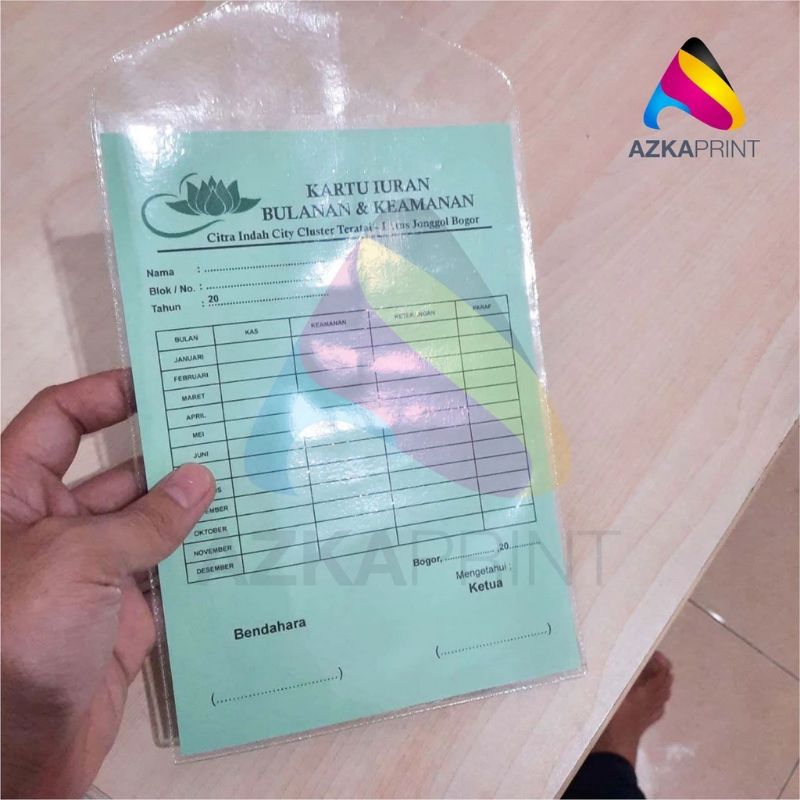 AZKAPRINT
KARTU IURAN
BULANAN & KEAMANAN
Citra Indah City Cluster Teratai - Jonggol Bogor
Nama : ....................
Blok / No. : ....................
Tahun : 20....................
BULAN KAS KEAMANAN KETERANGAN PARAF
JANUARI
FEBRUARI
MARET
APRIL
MEI
JUNI
OKTOBER
NOVEMBER
DESEMBER
AZKAPRINT
Bogor, .................... ,20............
Mengetahui :
Bendahara Ketua
(..............................) (..............................)